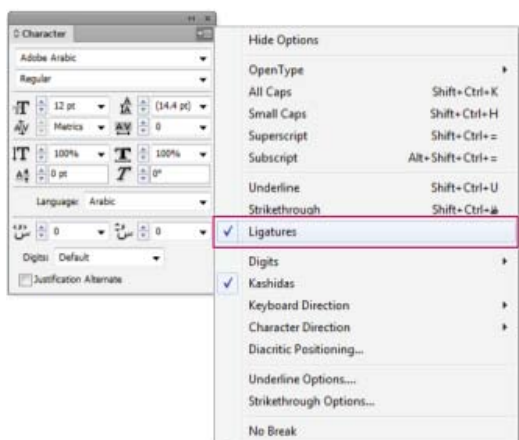 Character
Adobe Arabic
Regular
12 pt (14.4 pt)
Metrics 0
100% 100%
0 pt 0°
Language: Arabic
0 0
Digits: Default
Justification Alternate
Hide Options
OpenType
All Caps Shift+Ctrl+K
Small Caps Shift+Ctrl+H
Superscript Shift+Ctrl+=
Subscript Alt+Shift+Ctrl+=
Underline Shift+Ctrl+U
Strikethrough Shift+Ctrl+
Ligatures
Digits
Kashidas
Keyboard Direction
Character Direction
Diacritic Positioning...
Underline Options....
Strikethrough Options...
No Break